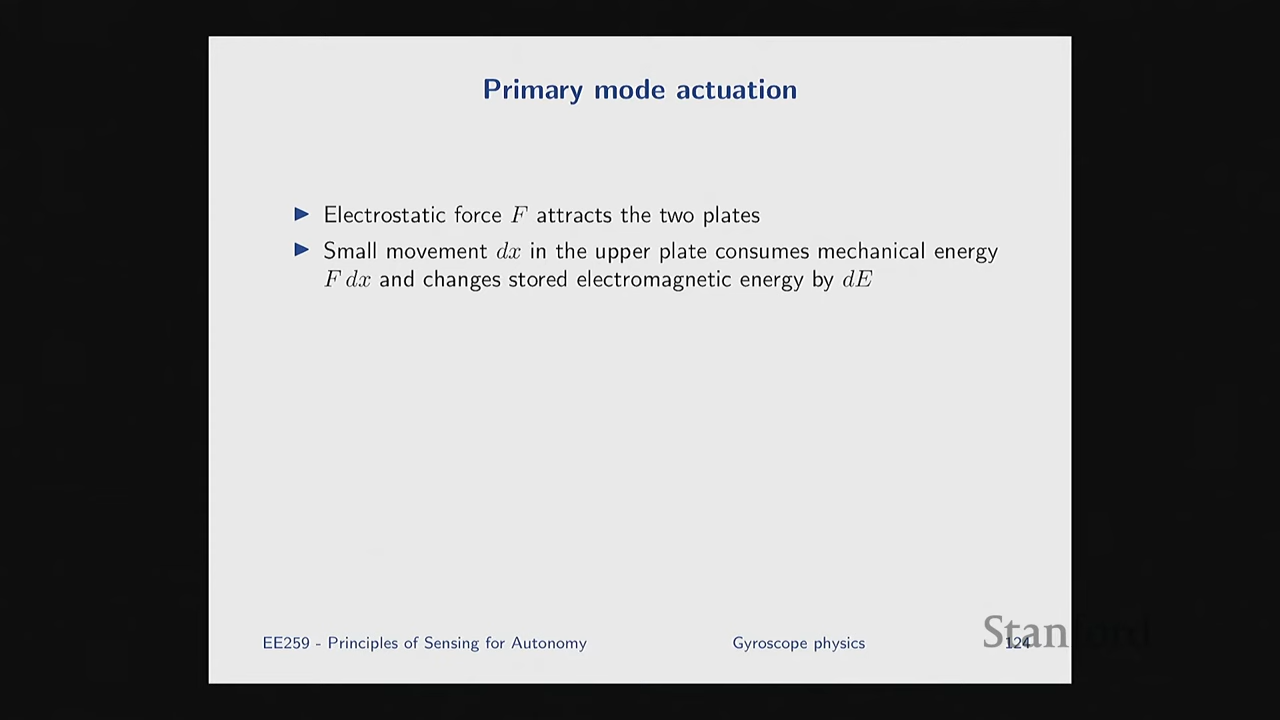 Primary mode actuation
▶ Electrostatic force F attracts the two plates
▶ Small movement dx in the upper plate consumes mechanical energy
F dx and changes stored electromagnetic energy by dE
EE259 - Principles of Sensing for Autonomy
Gyroscope physics
124
Stanford